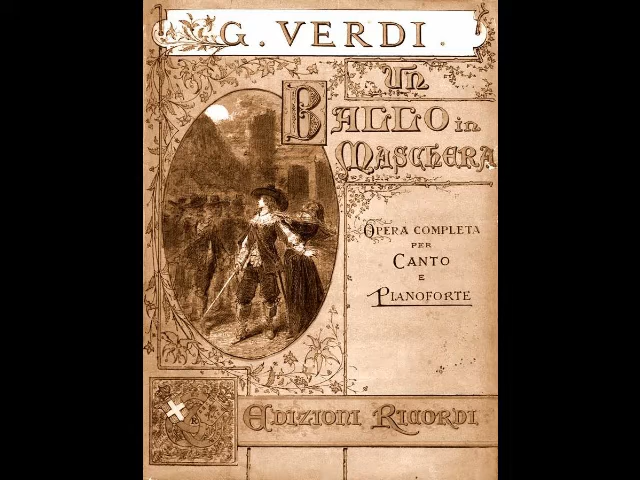 G. VERDI.
Un
BALLO in
MASCHERA
OPERA COMPLETA
PER
CANTO
E
PIANOFORTE
EDIZIONI RICORDI
R